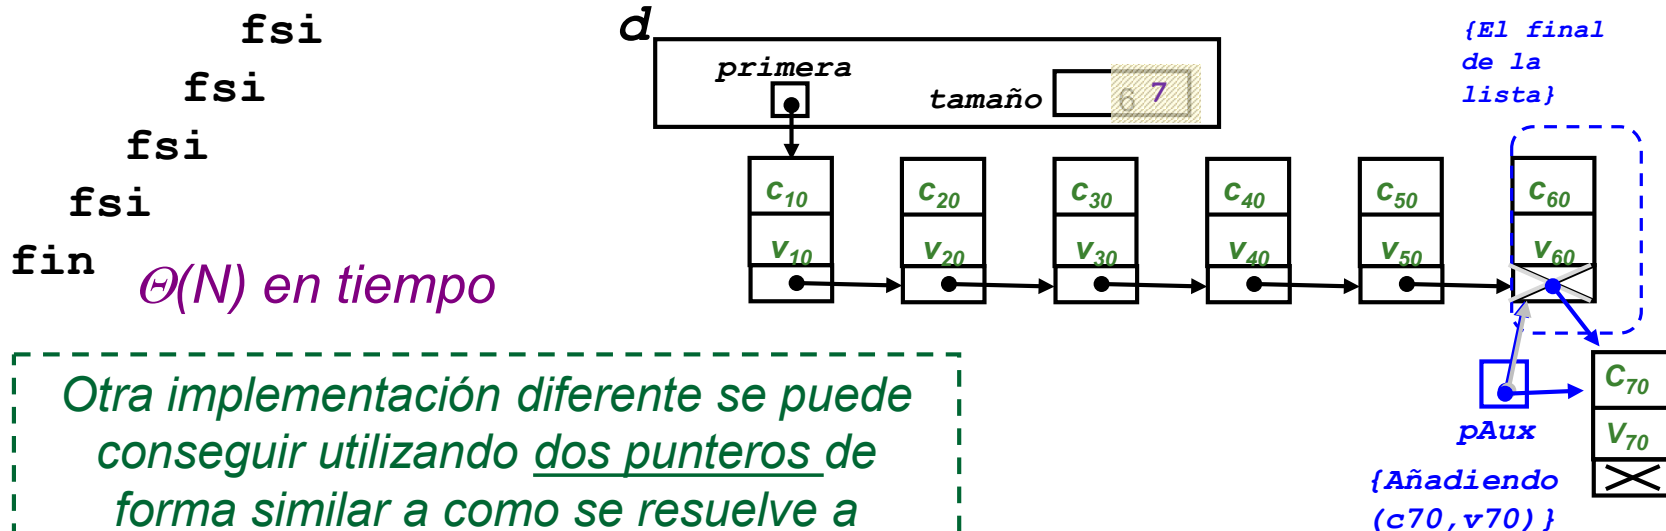 fsi
fsi
fsi
fsi
fin
Θ(N) en tiempo
d
primera
tamaño
6 7
{El final
de la
lista}
c10 c20 c30 c40 c50 c60
v10 v20 v30 v40 v50 v60
pAux
C70
V70
{Añadiendo
(c70,v70)}
Otra implementación diferente se puede
conseguir utilizando dos punteros de
forma similar a como se resuelve a